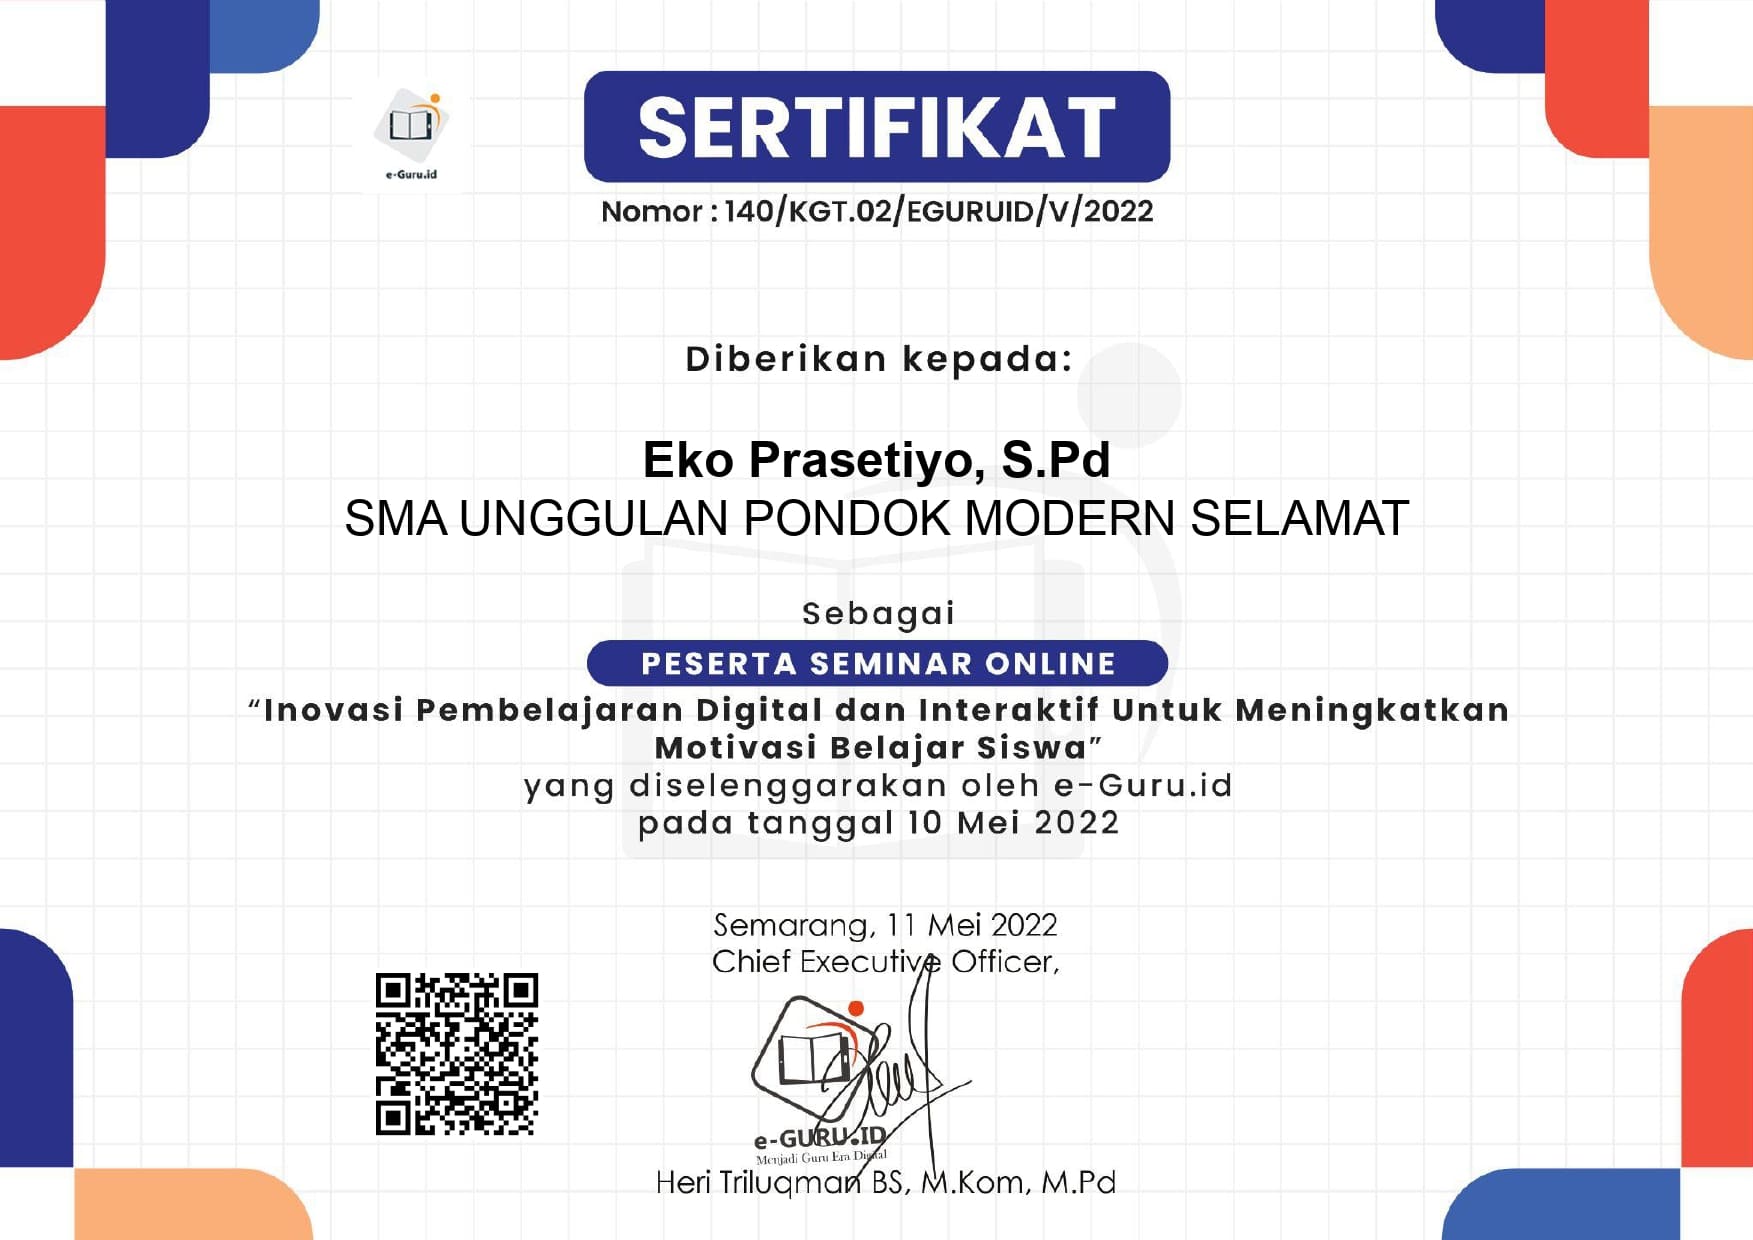 e-Guru.id
SERTIFIKAT
Nomor : 140/KGT.02/EGURUID/V/2022
Diberikan kepada:
Eko Prasetiyo, S.Pd
SMA UNGGULAN PONDOK MODERN SELAMAT
Sebagai
PESERTA SEMINAR ONLINE
“Inovasi Pembelajaran Digital dan Interaktif Untuk Meningkatkan
Motivasi Belajar Siswa”
yang diselenggarakan oleh e-Guru.id
pada tanggal 10 Mei 2022
Semarang, 11 Mei 2022
Chief Executive Officer,
e-GURU.ID
Menjadi Guru Era Digital
Heri Triluqman BS, M.Kom, M.Pd